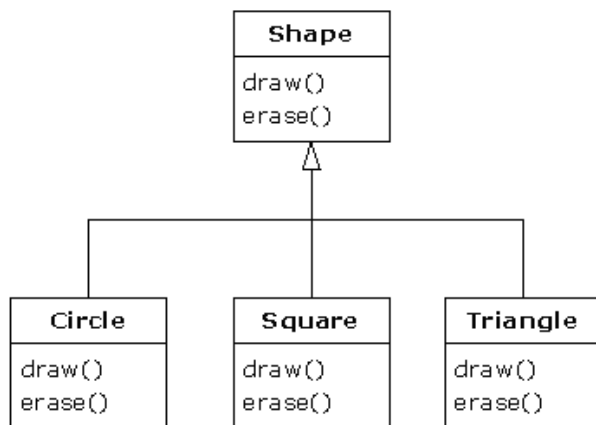 Shape
draw()
erase()
Circle
draw()
erase()
Square
draw()
erase()
Triangle
draw()
erase()